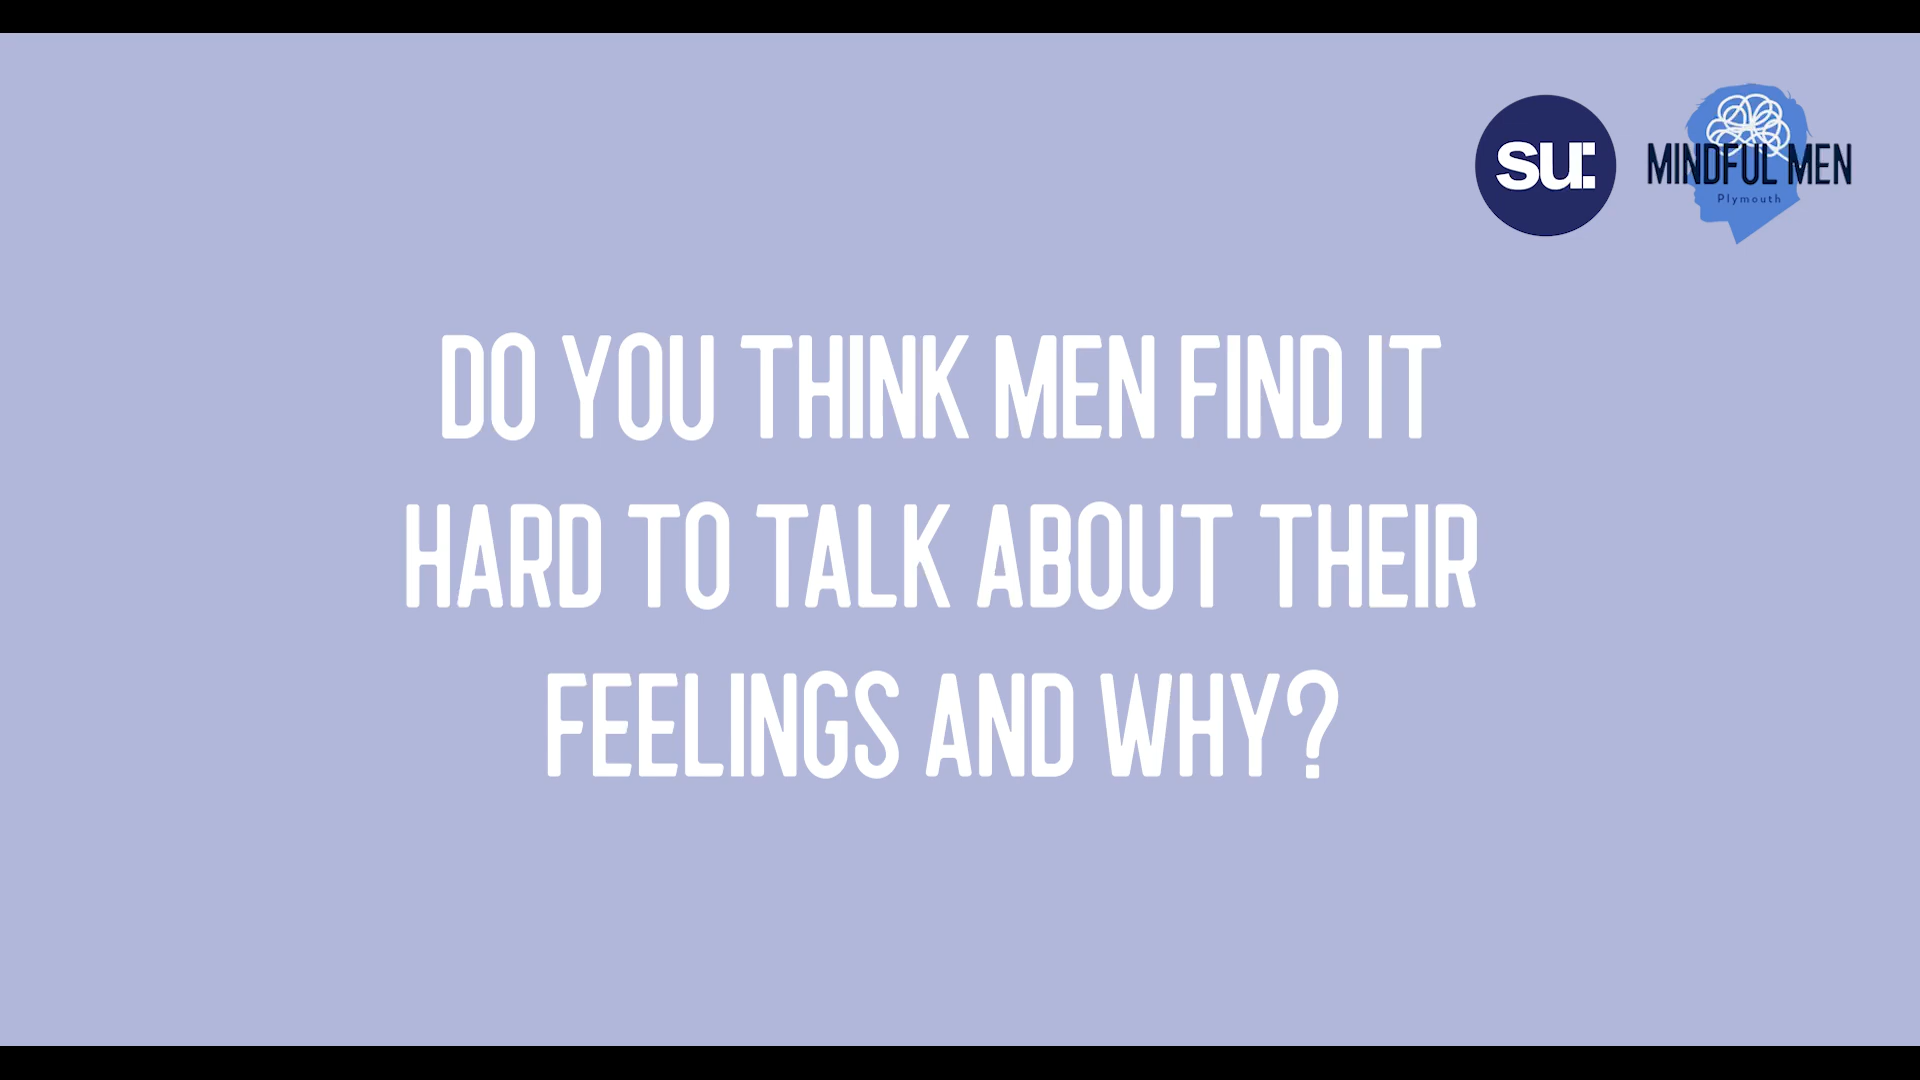 su:
MINDFUL MEN
Plymouth
DO YOU THINK MEN FIND IT
HARD TO TALK ABOUT THEIR
FEELINGS AND WHY?